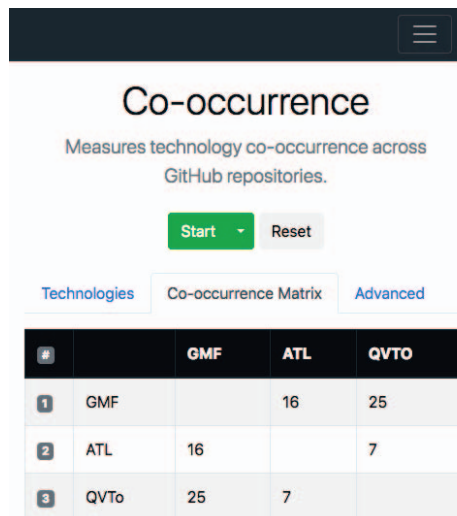 Co-occurrence
Measures technology co-occurrence across
GitHub repositories.
Start Reset
Technologies Co-occurrence Matrix Advanced
# GMF ATL QVTO
1 GMF 16 25
2 ATL 16 7
3 QVTo 25 7